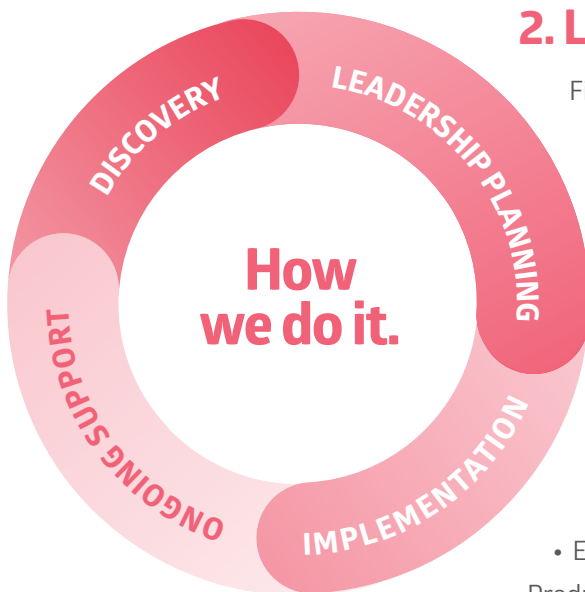 2. L
DISCOVERY
LEADERSHIP PLANNING
How
we do it.
ONGOING SUPPORT
IMPLEMENTATION
• E